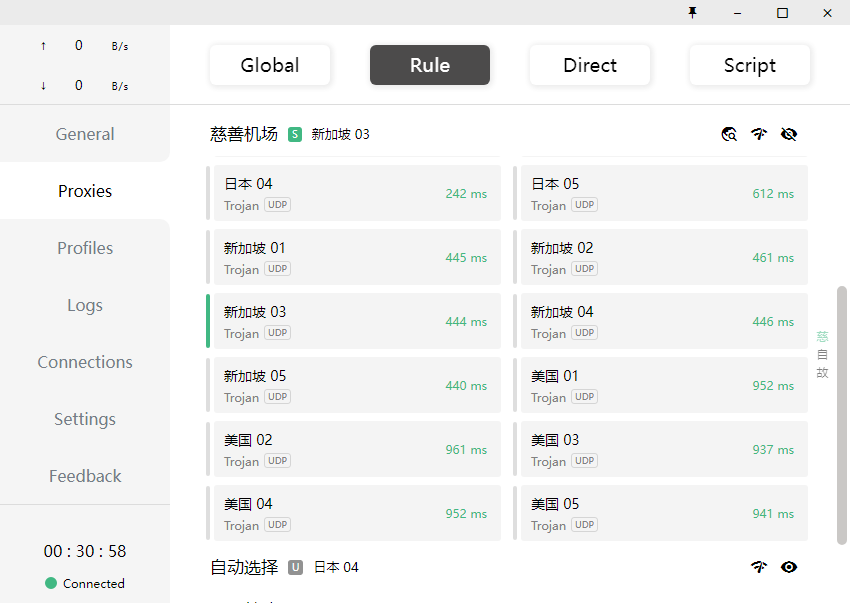 ↑ 0 B/s
↓ 0 B/s
General
Proxies
Profiles
Logs
Connections
Settings
Feedback
00 : 30 : 58
Connected
Global Rule Direct Script
慈善机场 S 新加坡 03
日本 04
Trojan UDP 242 ms
日本 05
Trojan UDP 612 ms
新加坡 01
Trojan UDP 445 ms
新加坡 02
Trojan UDP 461 ms
新加坡 03
Trojan UDP 444 ms
新加坡 04
Trojan UDP 446 ms
新加坡 05
Trojan UDP 440 ms
美国 01
Trojan UDP 952 ms
美国 02
Trojan UDP 961 ms
美国 03
Trojan UDP 937 ms
美国 04
Trojan UDP 952 ms
美国 05
Trojan UDP 941 ms
自动选择 U 日本 04
慈
自
故